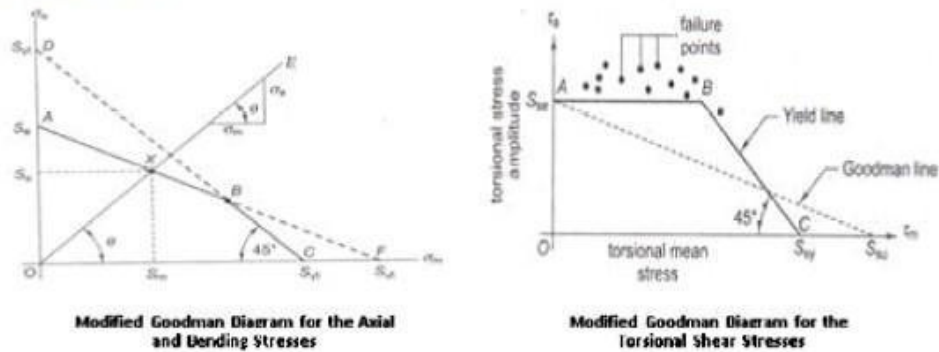 σa
Syt D
E
A
Se
θ
σa
σm
X
Sa
B
θ
45°
O
Sm
C
Syt
F
Sut
σm
Modified Goodman Diagram for the Axial
and Bending Stresses
τa
failure
points
A
B
Sse
torsional stress
amplitude
Yield line
Goodman line
45°
C
O
torsional mean
stress
Ssy
Ssu
τm
Modified Goodman Diagram for the
Torsional Shear Stresses